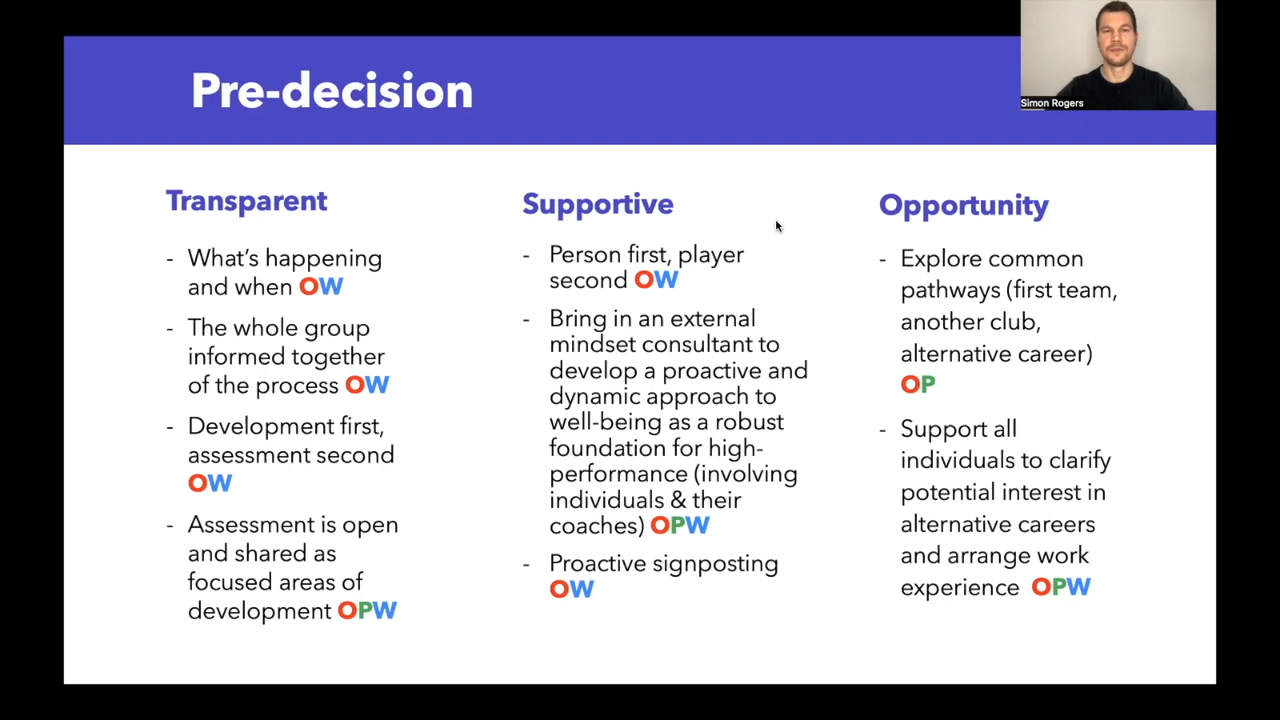 Pre-decision
Simon Rogers
Transparent
- What's happening
and when OW
- The whole group
informed together
of the process OW
- Development first,
assessment second
OW
- Assessment is open
and shared as
focused areas of
development OPW
Supportive
- Person first, player
second OW
- Bring in an external
mindset consultant to
develop a proactive and
dynamic approach to
well-being as a robust
foundation for high-
performance (involving
individuals & their
coaches) OPW
- Proactive signposting
OW
Opportunity
- Explore common
pathways (first team,
another club,
alternative career)
OP
- Support all
individuals to clarify
potential interest in
alternative careers
and arrange work
experience OPW